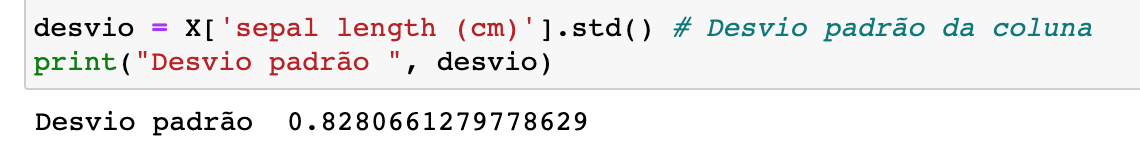 desvio = X['sepal length (cm)'].std() # Desvio padrão da coluna
print("Desvio padrão ", desvio)
Desvio padrão  0.8280661279778629